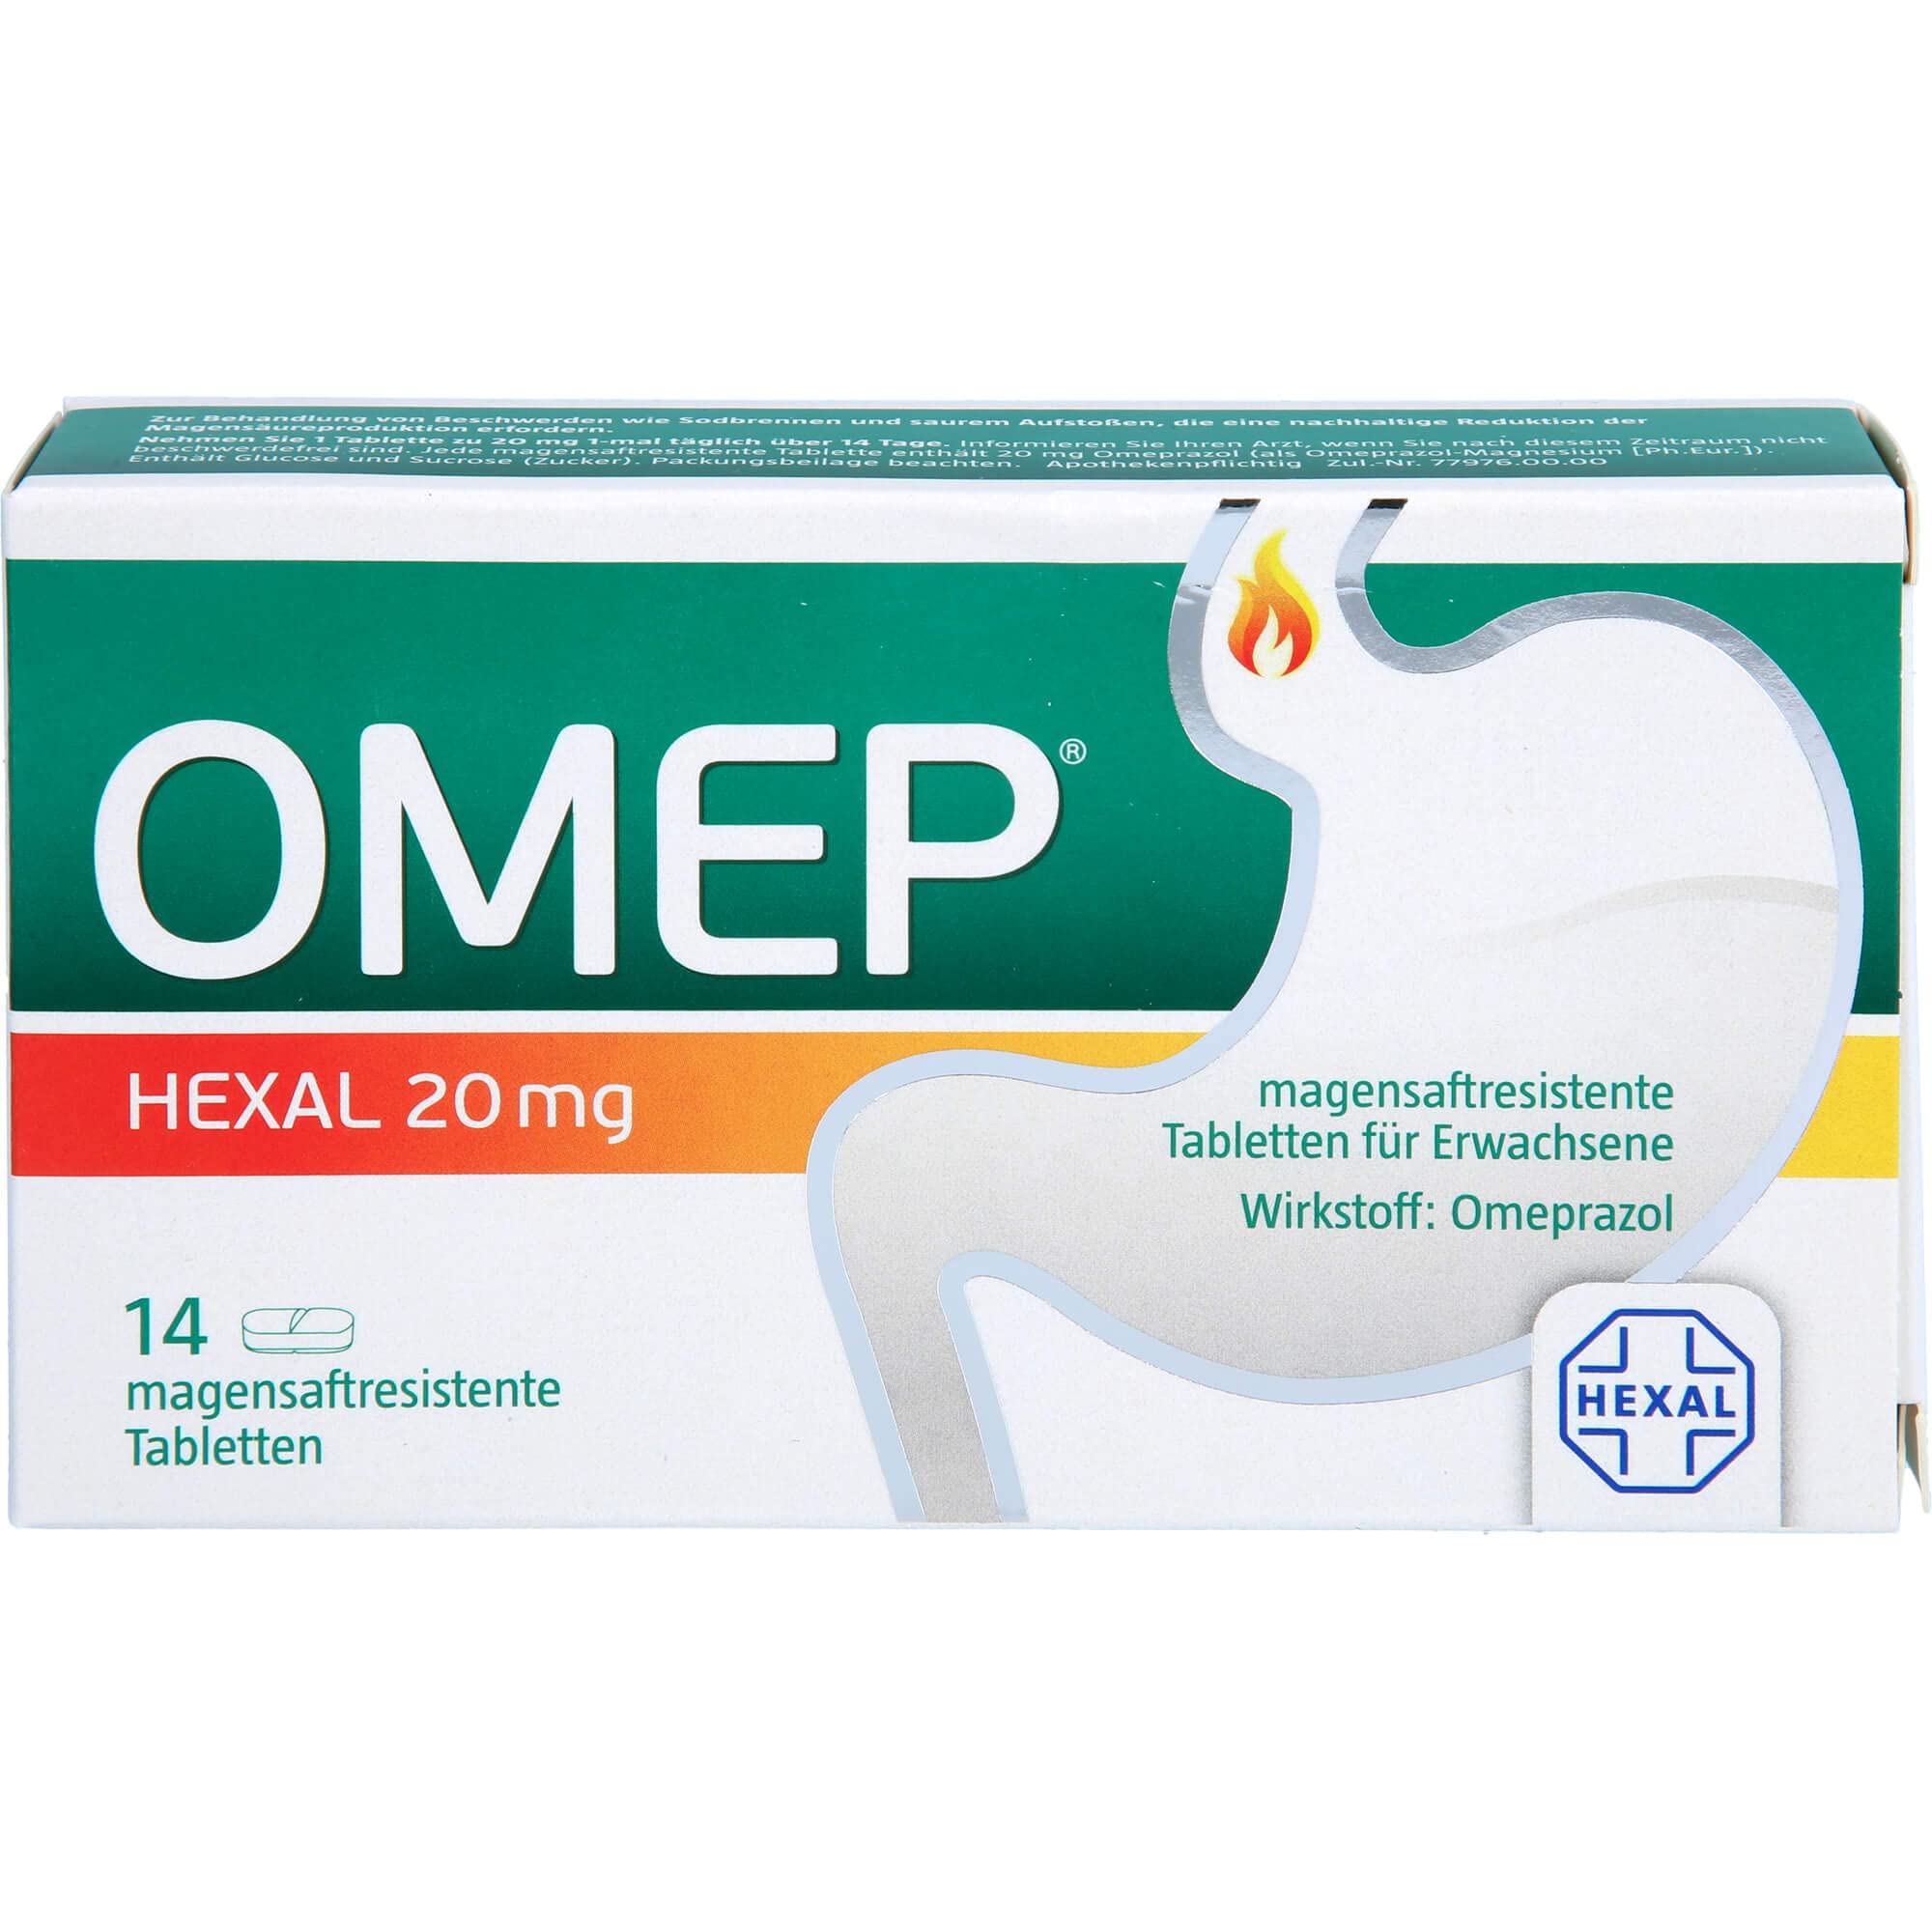 Zur Behandlung von Beschwerden wie Sodbrennen und saurem Aufstoßen, die eine nachhaltige Reduktion der
Magensäureproduktion erfordern.
Nehmen Sie 1 Tablette zu 20 mg 1-mal täglich über 14 Tage. Informieren Sie Ihren Arzt, wenn Sie nach diesem Zeitraum nicht
beschwerdefrei sind. Jede magensaftresistente Tablette enthält 20 mg Omeprazol (als Omeprazol-Magnesium [Ph.Eur.]).
Enthält Glucose und Sucrose (Zucker). Packungsbeilage beachten. Apothekenpflichtig Zul.-Nr. 77976.00.00
OMEP®
HEXAL 20 mg
magensaftresistente
Tabletten für Erwachsene
Wirkstoff: Omeprazol
14
magensaftresistente
Tabletten
HEXAL